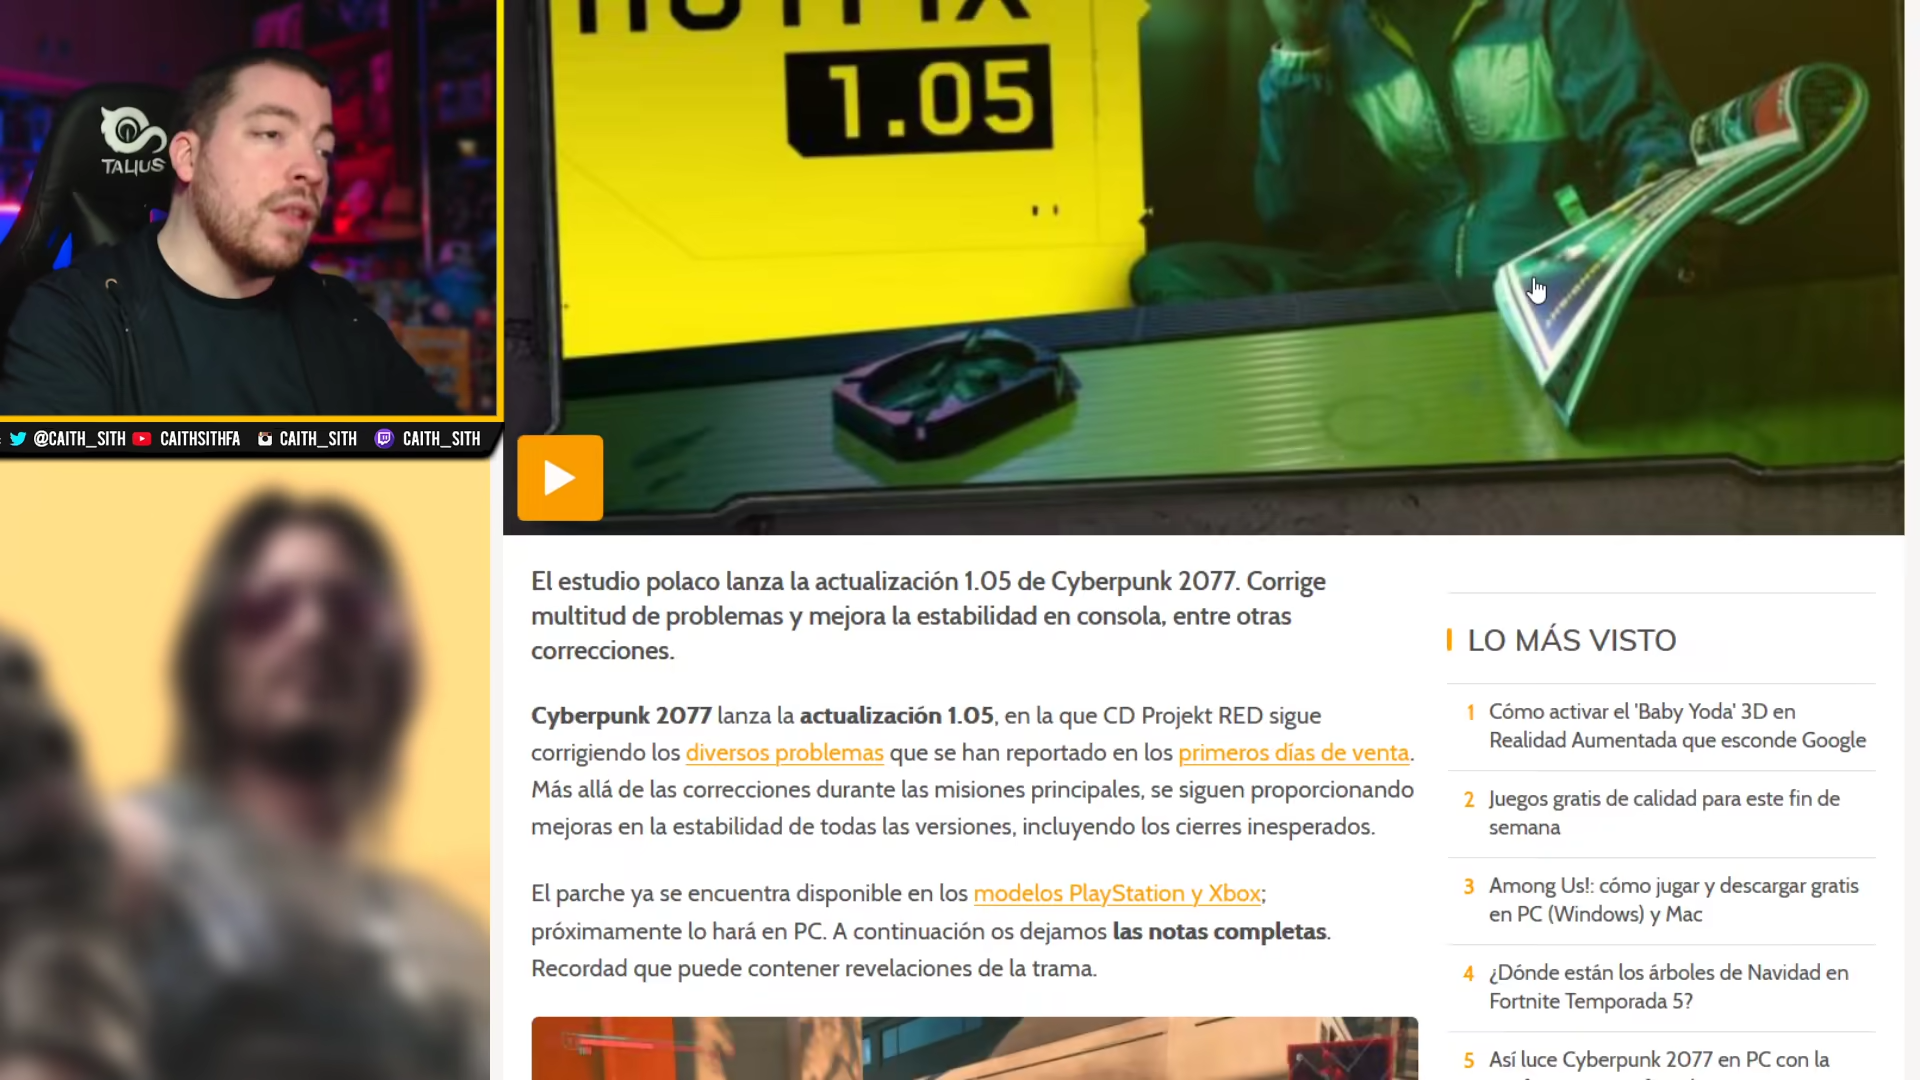 HOTFIX
1.05
TALIUS
@CAITH_SITH CAITHSITHFA CAITH_SITH CAITH_SITH
El estudio polaco lanza la actualización 1.05 de Cyberpunk 2077. Corrige
multitud de problemas y mejora la estabilidad en consola, entre otras
correcciones.
Cyberpunk 2077 lanza la actualización 1.05, en la que CD Projekt RED sigue
corrigiendo los diversos problemas que se han reportado en los primeros días de venta.
Más allá de las correcciones durante las misiones principales, se siguen proporcionando
mejoras en la estabilidad de todas las versiones, incluyendo los cierres inesperados.
El parche ya se encuentra disponible en los modelos PlayStation y Xbox;
próximamente lo hará en PC. A continuación os dejamos las notas completas.
Recordad que puede contener revelaciones de la trama.
LO MÁS VISTO
1 Cómo activar el 'Baby Yoda' 3D en
Realidad Aumentada que esconde Google
2 Juegos gratis de calidad para este fin de
semana
3 Among Us!: cómo jugar y descargar gratis
en PC (Windows) y Mac
4 ¿Dónde están los árboles de Navidad en
Fortnite Temporada 5?
5 Así luce Cyberpunk 2077 en PC con la